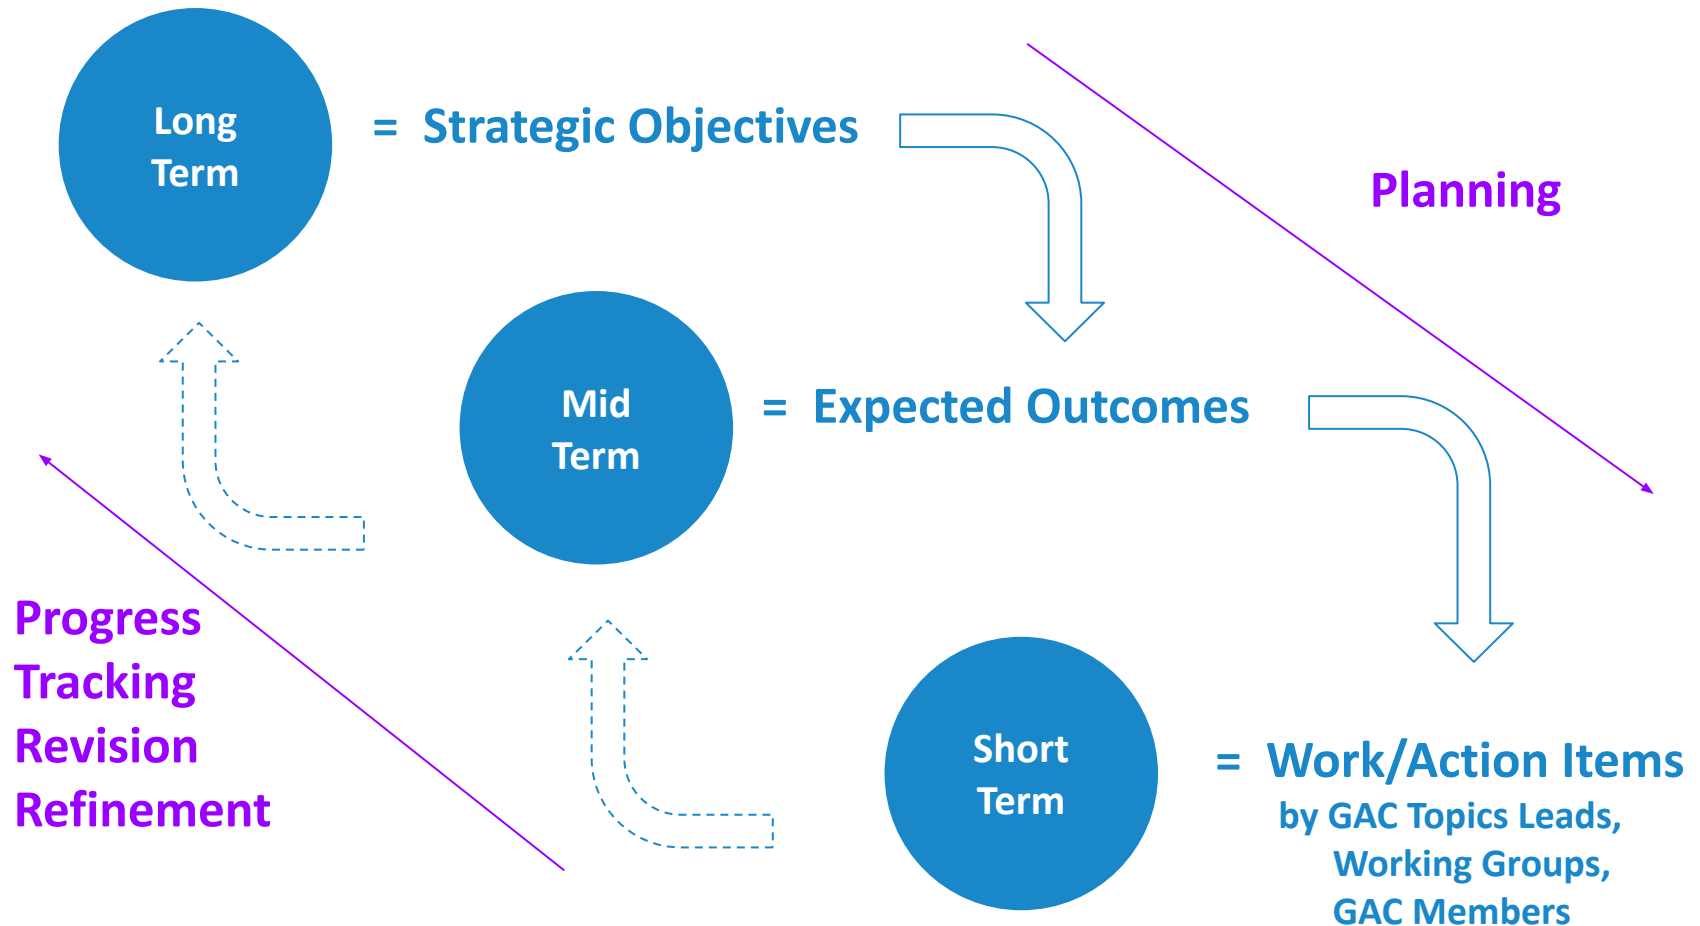 Long
Term
= Strategic Objectives
Planning
Mid
Term
= Expected Outcomes
Progress
Tracking
Revision
Refinement
Short
Term
= Work/Action Items
by GAC Topics Leads,
Working Groups,
GAC Members